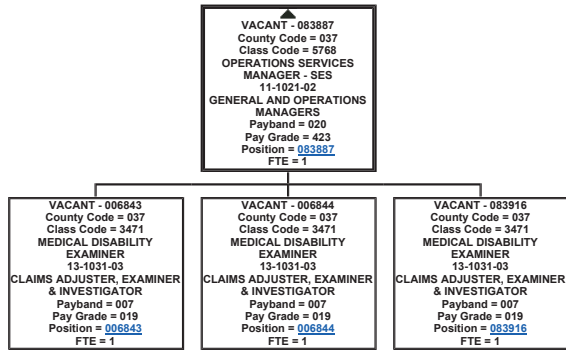 VACANT - 083887
County Code = 037
Class Code = 5768
OPERATIONS SERVICES
MANAGER - SES
11-1021-02
GENERAL AND OPERATIONS
MANAGERS
Payband = 020
Pay Grade = 423
Position = 083887
FTE = 1
VACANT - 006843
County Code = 037
Class Code = 3471
MEDICAL DISABILITY
EXAMINER
13-1031-03
CLAIMS ADJUSTER, EXAMINER
& INVESTIGATOR
Payband = 007
Pay Grade = 019
Position = 006843
FTE = 1
VACANT - 006844
County Code = 037
Class Code = 3471
MEDICAL DISABILITY
EXAMINER
13-1031-03
CLAIMS ADJUSTER, EXAMINER
& INVESTIGATOR
Payband = 007
Pay Grade = 019
Position = 006844
FTE = 1
VACANT - 083916
County Code = 037
Class Code = 3471
MEDICAL DISABILITY
EXAMINER
13-1031-03
CLAIMS ADJUSTER, EXAMINER
& INVESTIGATOR
Payband = 007
Pay Grade = 019
Position = 083916
FTE = 1